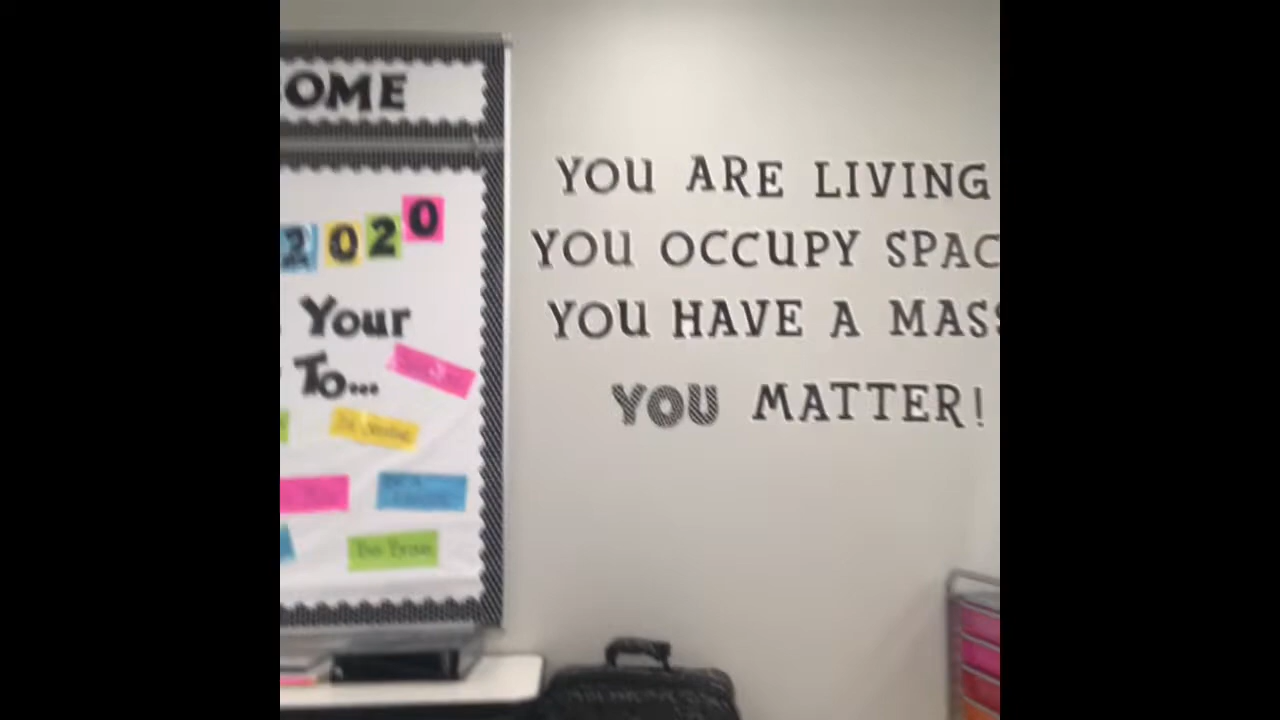 OME
2020
Your
To...
YOU ARE LIVING
YOU OCCUPY SPAC
YOU HAVE A MASS
YOU MATTER!